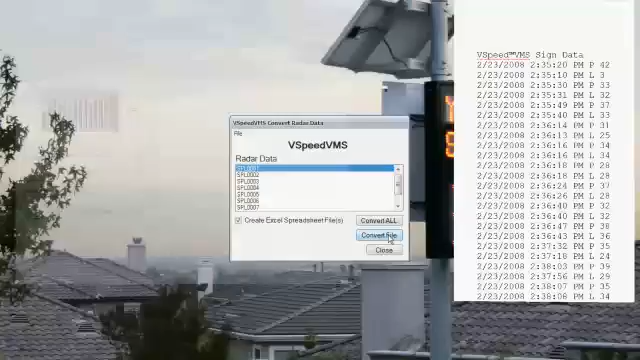 VSpeedVMS Convert Radar Data
File
VSpeedVMS
Radar Data
SPL0001
SPL0002
SPL0003
SPL0004
SPL0005
SPL0006
SPL0007
Create Excel Spreadsheet File(s)
Convert ALL
Convert File
Close
VSpeed™VMS Sign Data
2/23/2008 2:35:20 PM P 42
2/23/2008 2:35:10 PM L 3
2/23/2008 2:35:30 PM P 33
2/23/2008 2:35:31 PM L 32
2/23/2008 2:35:49 PM P 37
2/23/2008 2:35:40 PM L 33
2/23/2008 2:36:14 PM P 31
2/23/2008 2:36:13 PM L 25
2/23/2008 2:36:16 PM P 34
2/23/2008 2:36:16 PM L 34
2/23/2008 2:36:18 PM P 28
2/23/2008 2:36:18 PM L 28
2/23/2008 2:36:24 PM P 37
2/23/2008 2:36:26 PM L 28
2/23/2008 2:36:40 PM P 32
2/23/2008 2:36:40 PM L 32
2/23/2008 2:36:47 PM P 38
2/23/2008 2:36:43 PM L 36
2/23/2008 2:37:32 PM P 35
2/23/2008 2:37:18 PM L 24
2/23/2008 2:38:03 PM P 39
2/23/2008 2:37:56 PM L 29
2/23/2008 2:38:07 PM P 35
2/23/2008 2:38:08 PM L 34